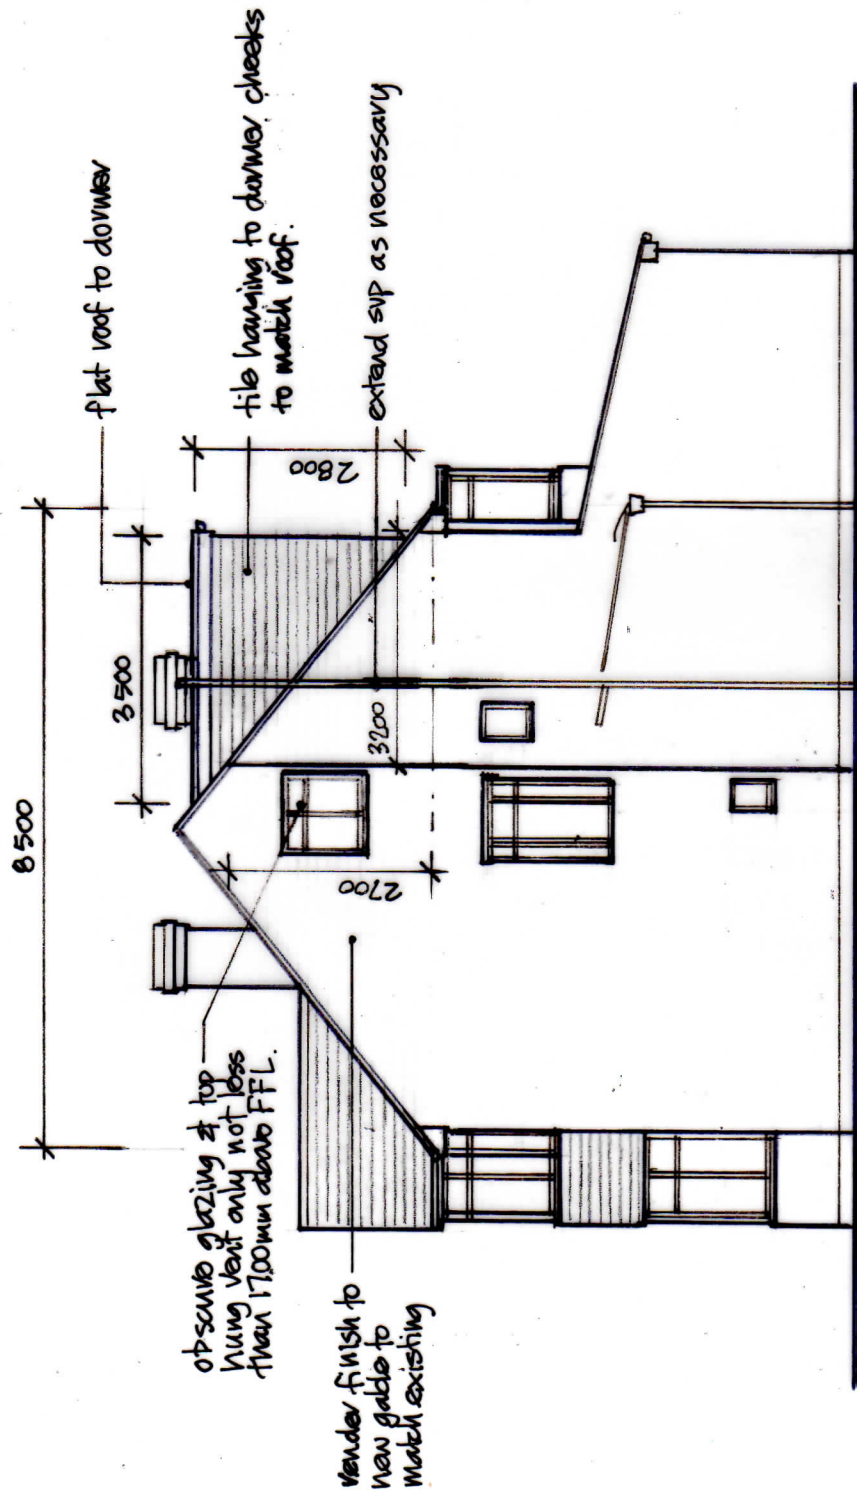 flat roof to dormer
tile hanging to dormer cheeks
to match roof.
extend svp as necessary
8500
3500
2800
3200
2700
obscure glazing & top
hung vent only not less
than 1700mm above FFL.
render finish to
new gable to
match existing